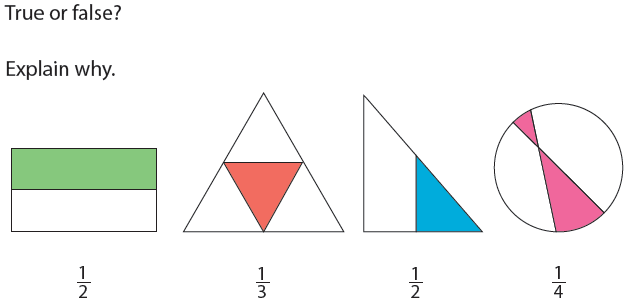 True or false?
Explain why.
1/2 1/3 1/2 1/4